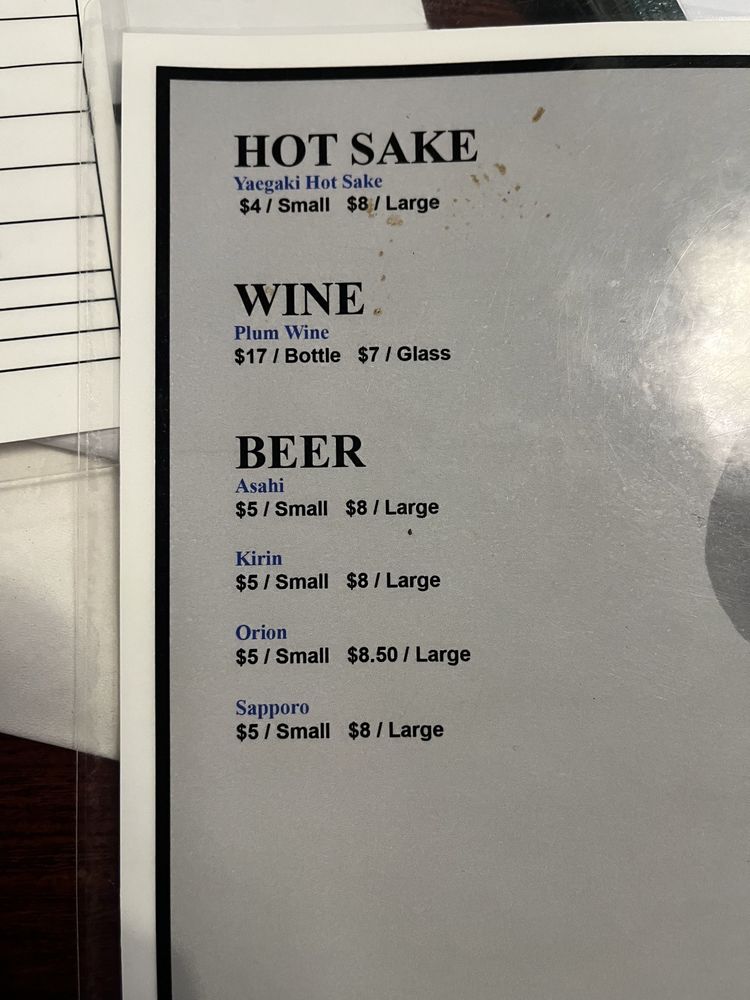 HOT SAKE
Yaegaki Hot Sake
$4 / Small $8 / Large
WINE
Plum Wine
$17 / Bottle $7 / Glass
BEER
Asahi
$5 / Small $8 / Large
Kirin
$5 / Small $8 / Large
Orion
$5 / Small $8.50 / Large
Sapporo
$5 / Small $8 / Large